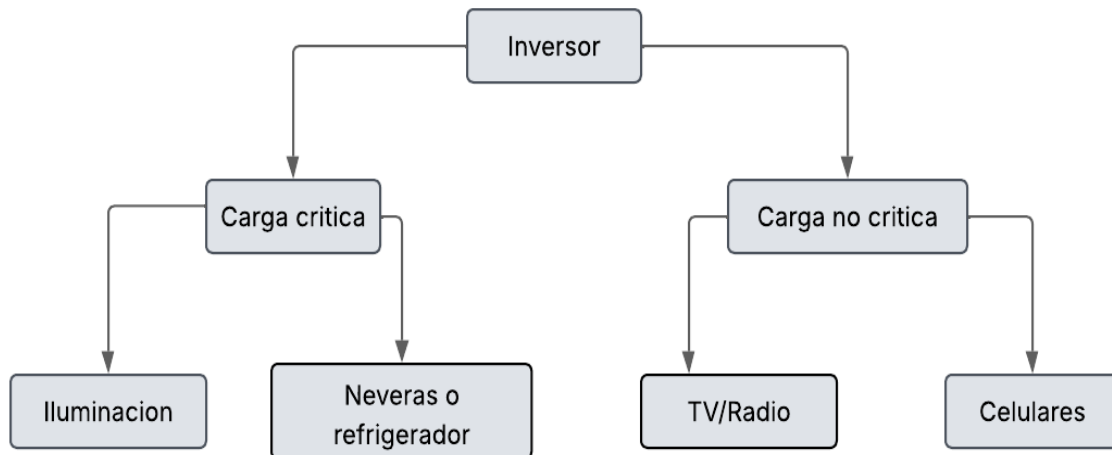 Inversor
Carga critica
Carga no critica
Iluminacion
Neveras o
refrigerador
TV/Radio
Celulares